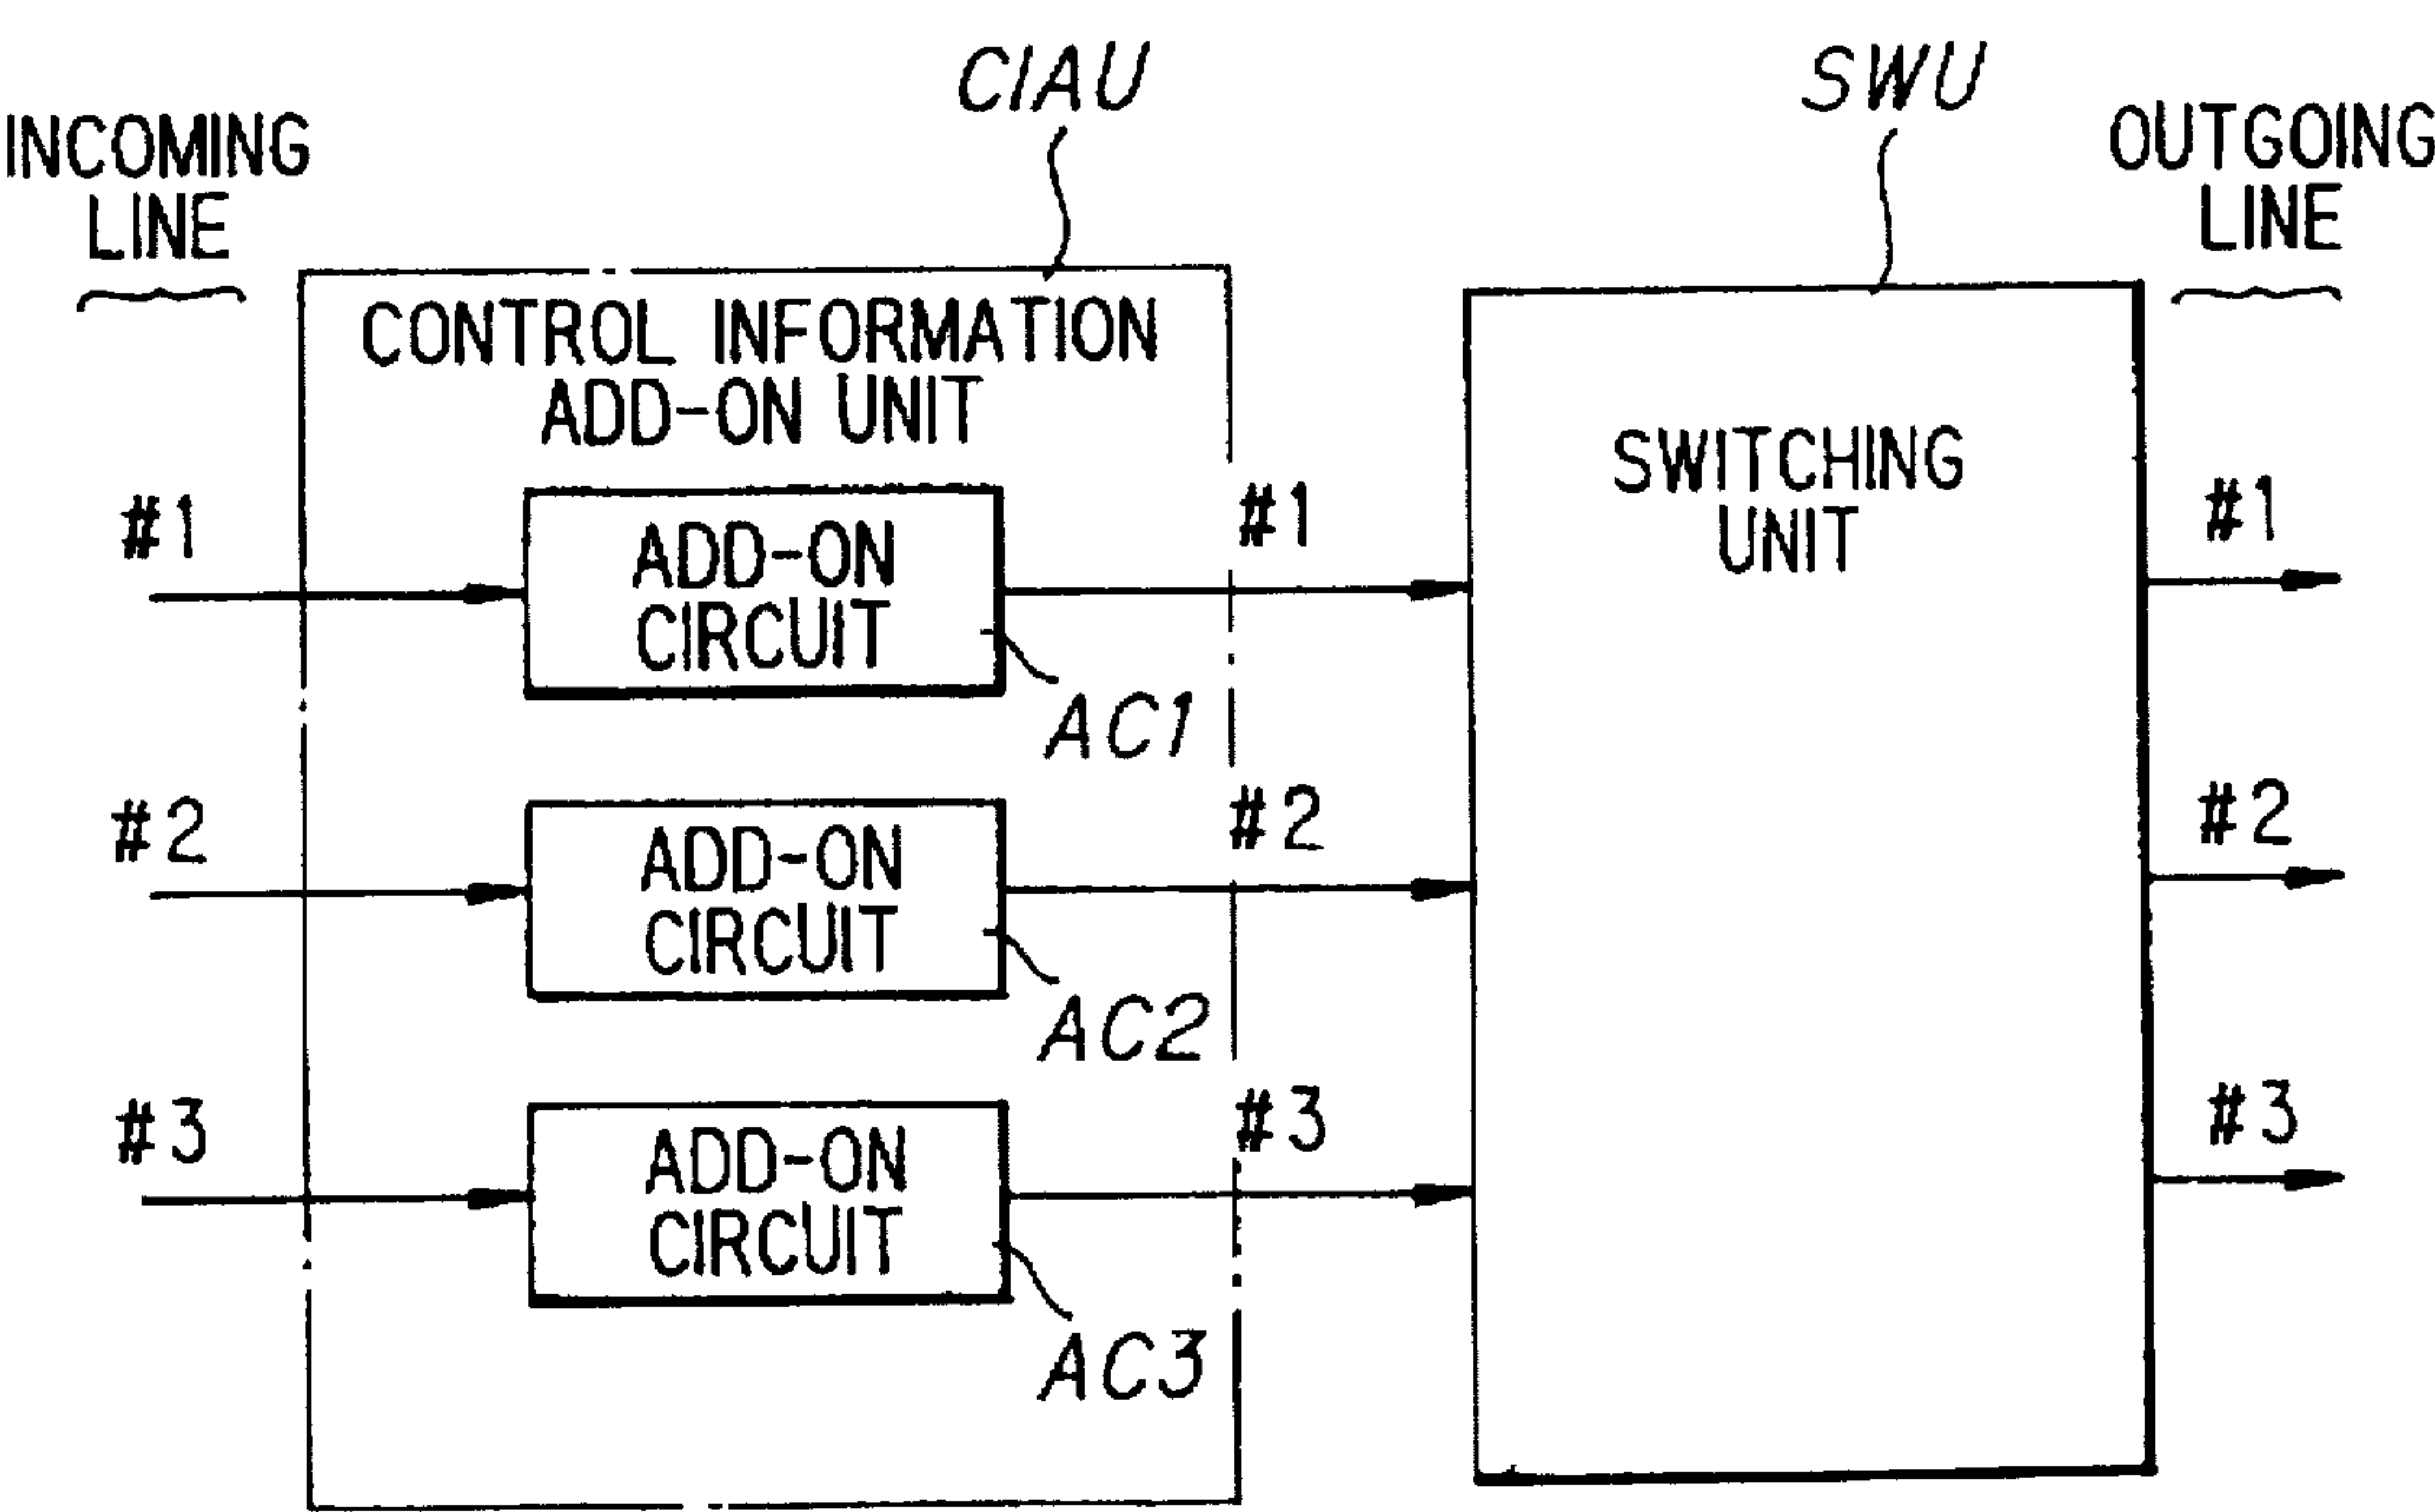 CIAU
SWU
INCOMING
LINE
OUTGOING
LINE
CONTROL INFORMATION
ADD-ON UNIT
SWITCHING
UNIT
#1
ADD-ON
CIRCUIT
#1
#1
AC1
#2
ADD-ON
CIRCUIT
#2
#2
AC2
#3
ADD-ON
CIRCUIT
#3
#3
AC3